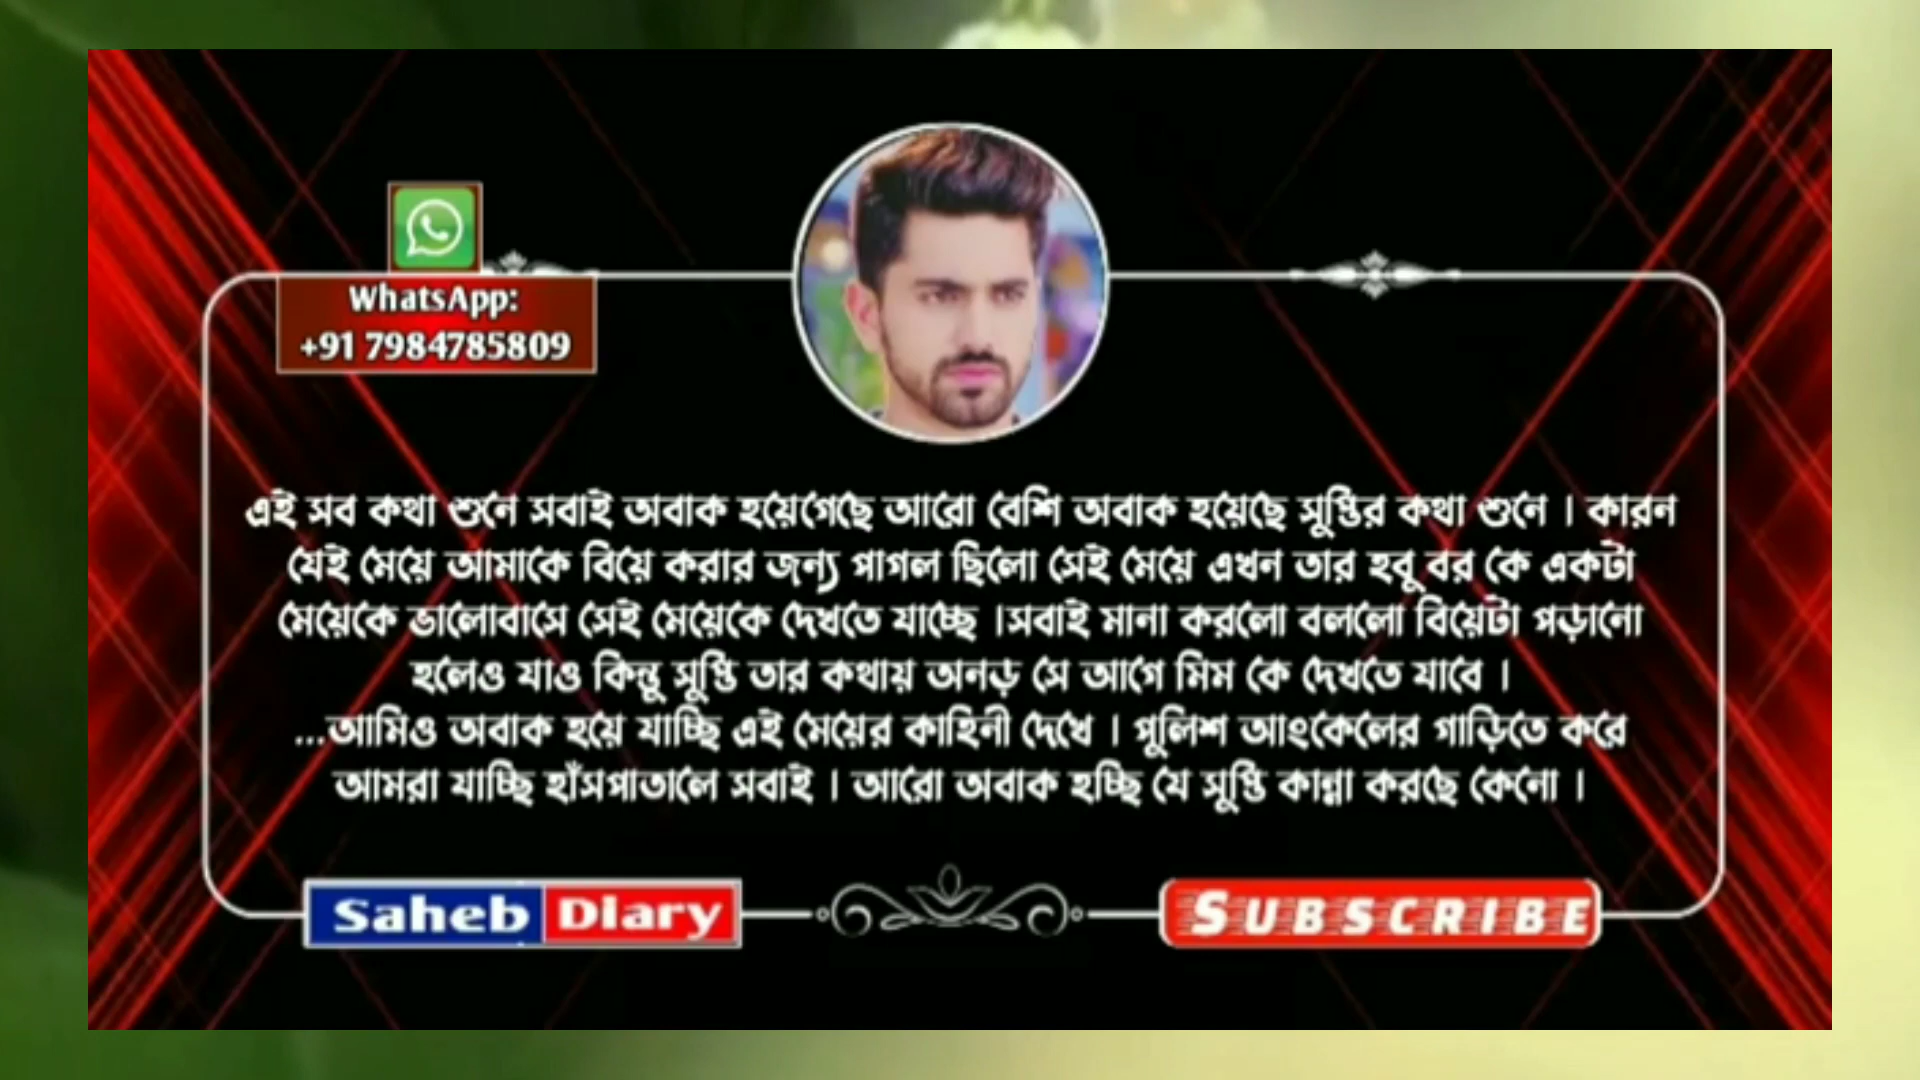 WhatsApp:
+91 7984785809
এই সব কথা শুনে সবাই অবাক হয়েগেছে আরো বেশি অবাক হয়েছে সুপ্তির কথা শুনে । কারন
যেই মেয়ে আমাকে বিয়ে করার জন্য পাগল ছিলো সেই মেয়ে এখন তার হবু বর কে একটা
মেয়েকে ভালোবাসে সেই মেয়েকে দেখতে যাচ্ছে ।সবাই মানা করলো বললো বিয়েটা পড়ানো
হলেও যাও কিন্তু সুপ্তি তার কথায় অনড় সে আগে মিম কে দেখতে যাবে ।
...আমিও অবাক হয়ে যাচ্ছি এই মেয়ের কাহিনী দেখে । পুলিশ আংকেলের গাড়িতে করে
আমরা যাচ্ছি হাঁসপাতালে সবাই । আরো অবাক হচ্ছি যে সুপ্তি কান্না করছে কেনো ।
Saheb Diary
SUBSCRIBE